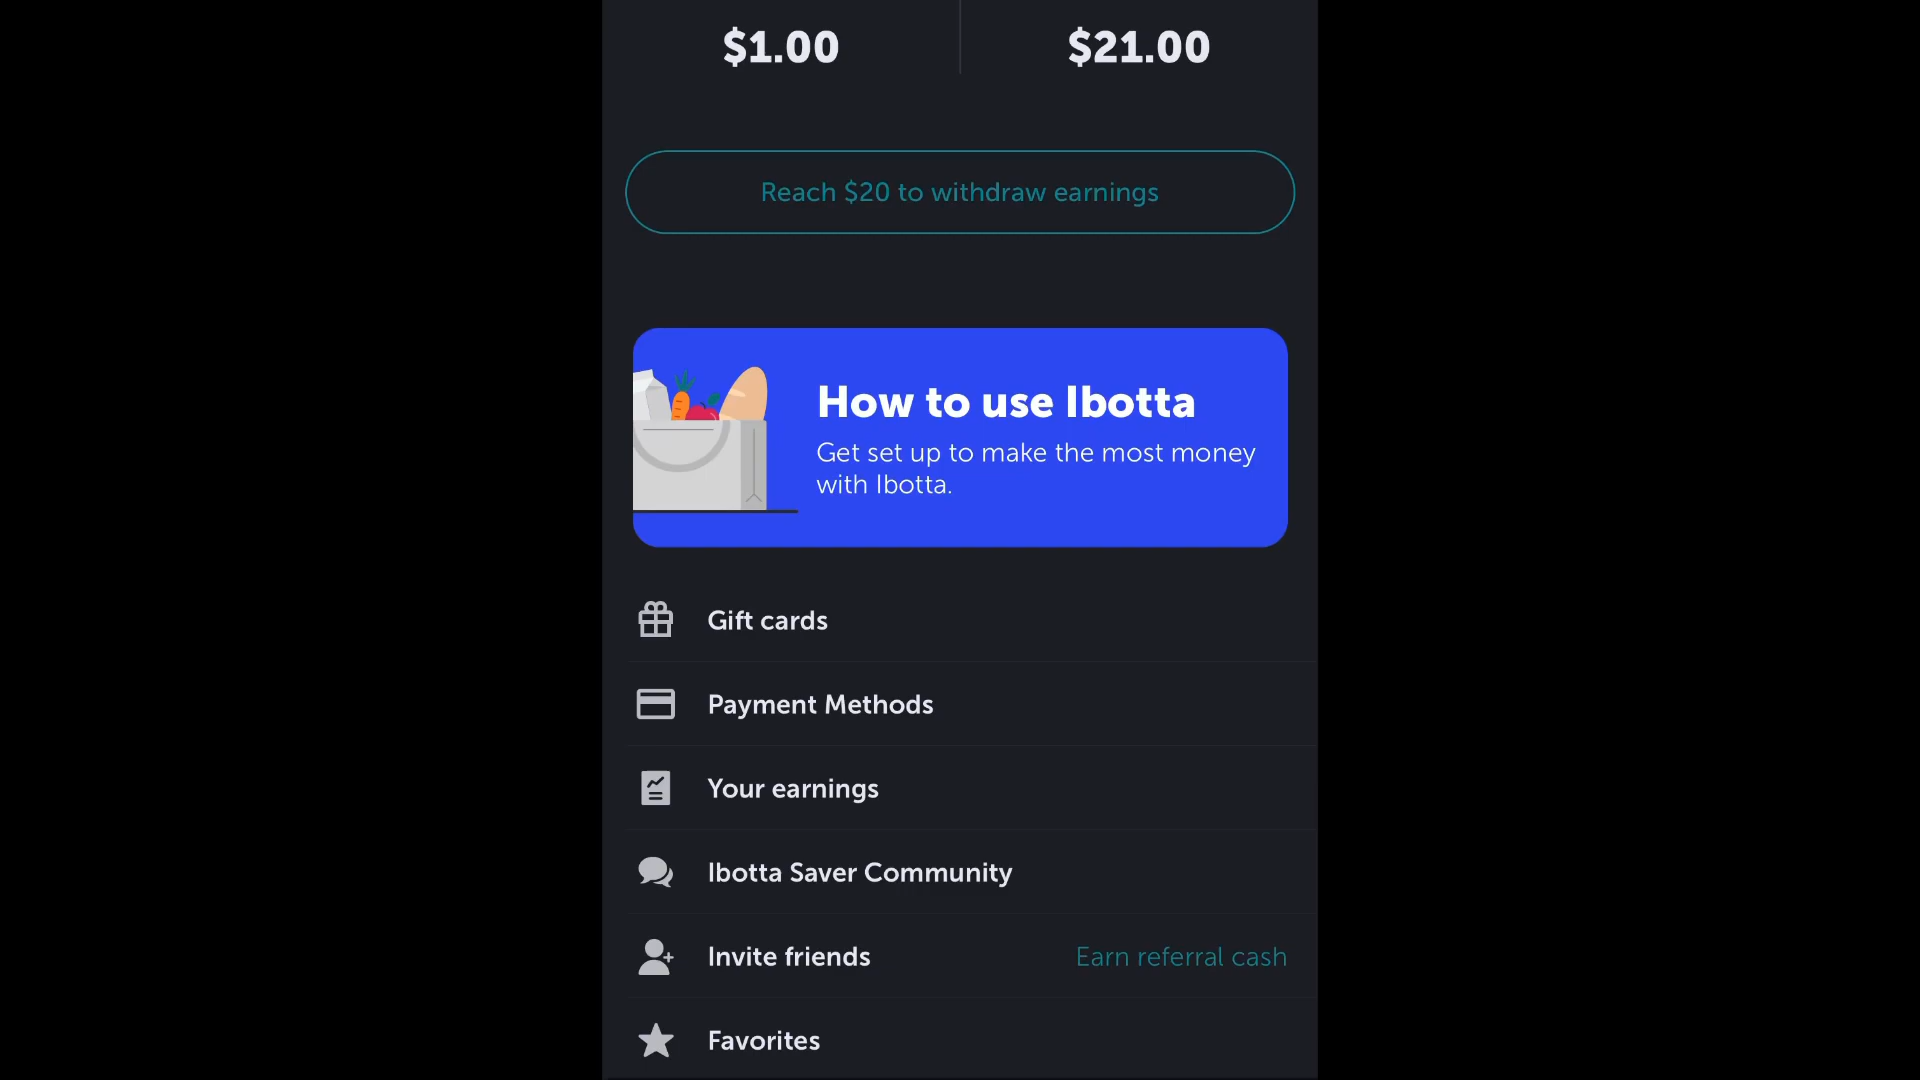 $1.00
$21.00
Reach $20 to withdraw earnings
How to use Ibotta
Get set up to make the most money
with Ibotta.
Gift cards
Payment Methods
Your earnings
Ibotta Saver Community
Invite friends
Earn referral cash
Favorites